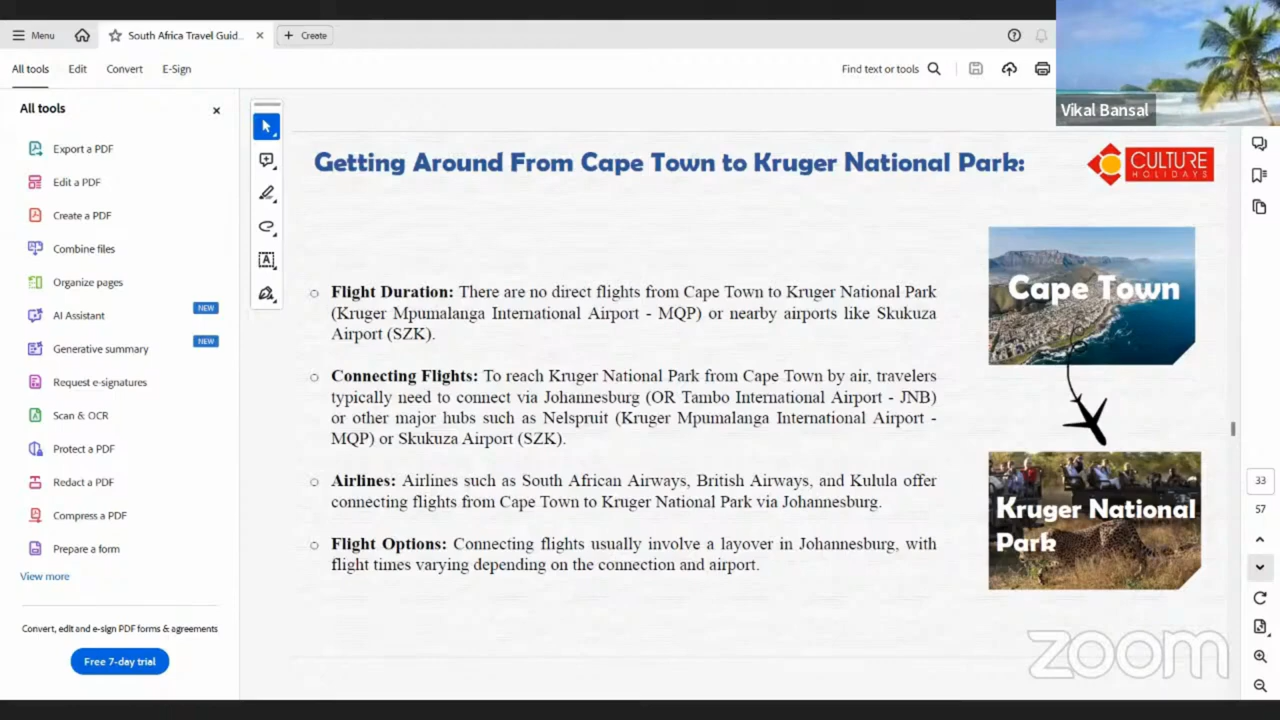 Menu
South Africa Travel Guid..
Create
All tools
Edit
Convert
E-Sign
Find text or tools
Vikal Bansal
All tools
Export a PDF
Edit a PDF
Create a PDF
Combine files
Organize pages
AI Assistant
NEW
Generative summary
NEW
Request e-signatures
Scan & OCR
Protect a PDF
Redact a PDF
Compress a PDF
Prepare a form
View more
Convert, edit and e-sign PDF forms & agreements
Free 7-day trial
Getting Around From Cape Town to Kruger National Park:
CULTURE
HOLIDAYS
Flight Duration: There are no direct flights from Cape Town to Kruger National Park
(Kruger Mpumalanga International Airport - MQP) or nearby airports like Skukuza
Airport (SZK).
Connecting Flights: To reach Kruger National Park from Cape Town by air, travelers
typically need to connect via Johannesburg (OR Tambo International Airport - JNB)
or other major hubs such as Nelspruit (Kruger Mpumalanga International Airport -
MQP) or Skukuza Airport (SZK).
Airlines: Airlines such as South African Airways, British Airways, and Kulula offer
connecting flights from Cape Town to Kruger National Park via Johannesburg.
Flight Options: Connecting flights usually involve a layover in Johannesburg, with
flight times varying depending on the connection and airport.
Cape Town
Kruger National
Park
33
57
zoom